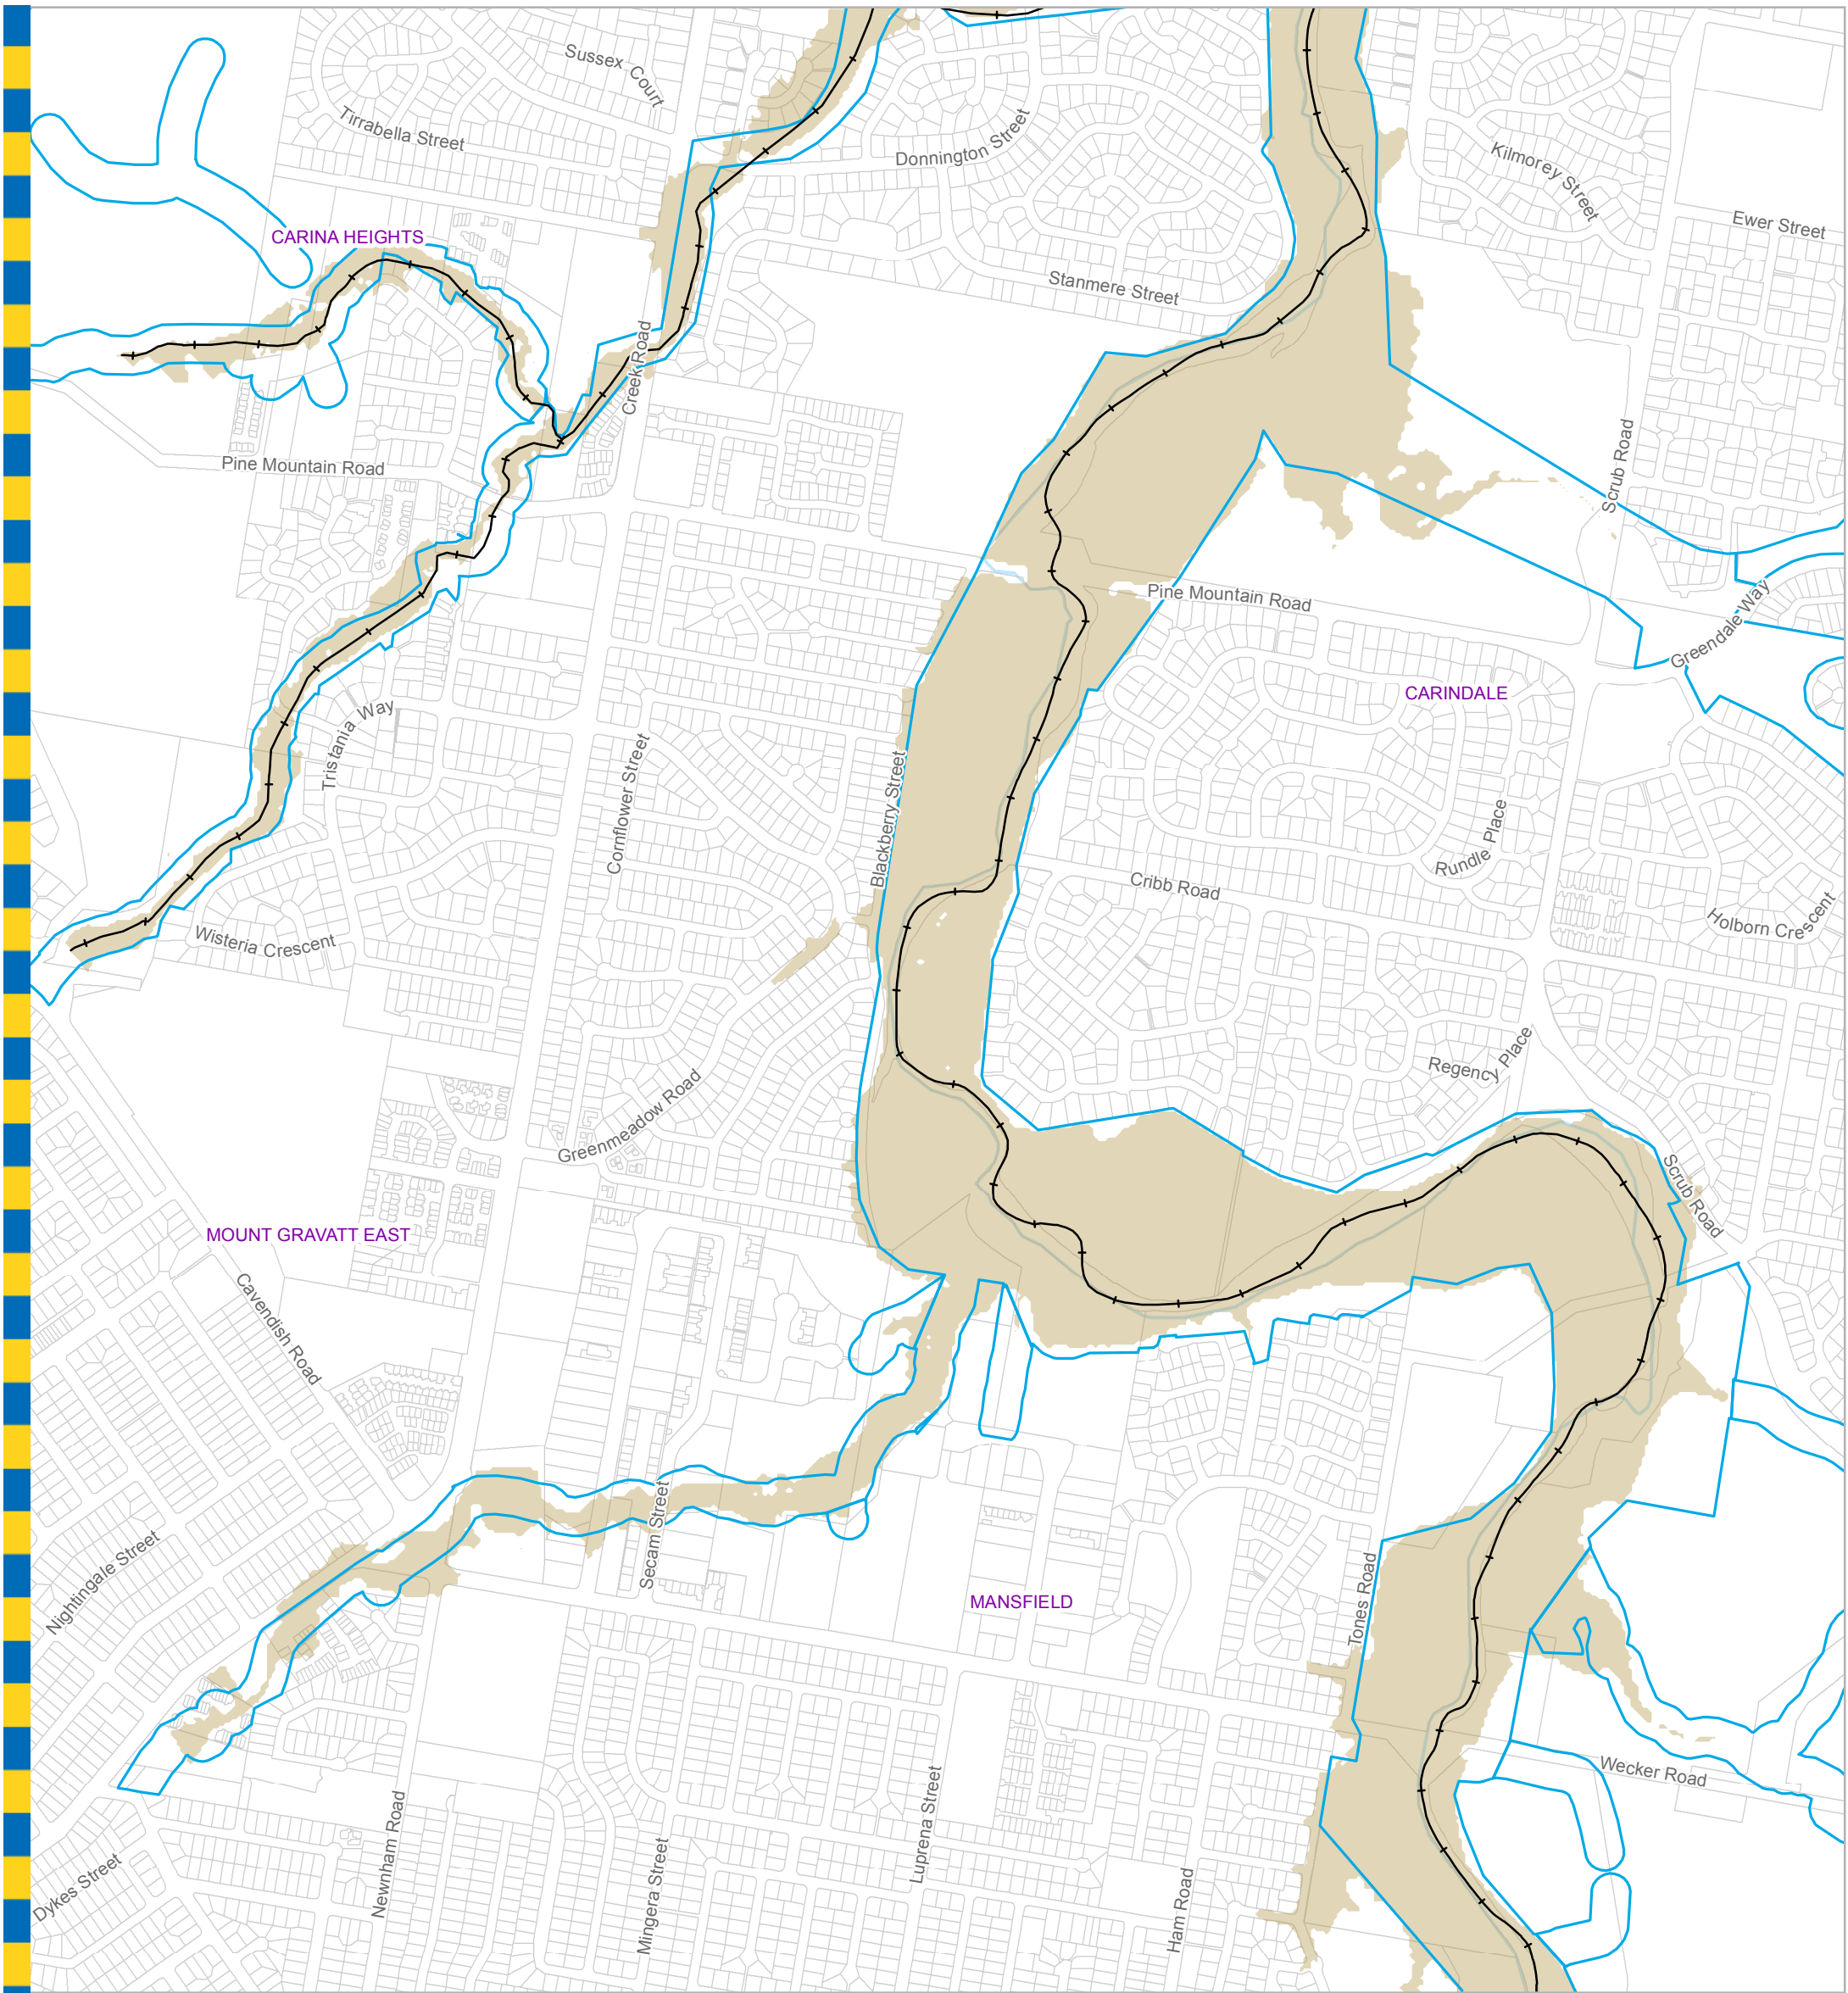 Sussex Court
Tirrabella Street
Donnington Street
Kilmorey Street
Ewer Street
CARINA HEIGHTS
Stanmere Street
Creek Road
Scrub Road
Pine Mountain Road
Pine Mountain Road
Greendale Way
CARINDALE
Tristania Way
Cornflower Street
Blackberry Street
Rundle Place
Cribb Road
Holborn Crescent
Wisteria Crescent
Regency Place
Greenmeadow Road
Scrub Road
MOUNT GRAVATT EAST
Cavendish Road
Secam Street
Nightingale Street
MANSFIELD
Tones Road
Wecker Road
Newnham Road
Luprena Street
Mingera Street
Ham Road
Dykes Street